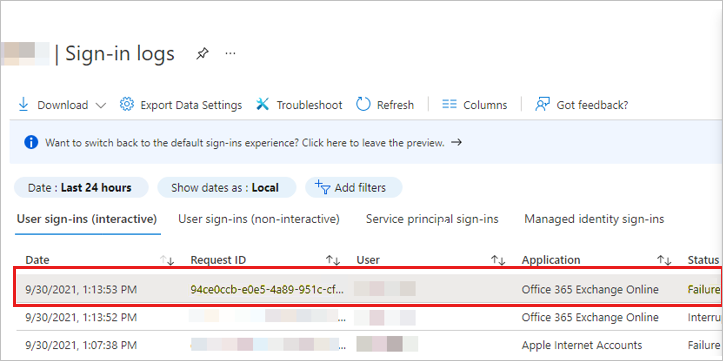 | Sign-in logs ...
Download Export Data Settings Troubleshoot Refresh Columns Got feedback?
Want to switch back to the default sign-ins experience? Click here to leave the preview. →
Date : Last 24 hours Show dates as : Local Add filters
User sign-ins (interactive) User sign-ins (non-interactive) Service principal sign-ins Managed identity sign-ins
Date Request ID User Application Status
9/30/2021, 1:13:53 PM 94ce0ccb-e0e5-4a89-951c-cf... Office 365 Exchange Online Failure
9/30/2021, 1:13:52 PM ... Office 365 Exchange Online Interru
9/30/2021, 1:07:38 PM ... Apple Internet Accounts Failure